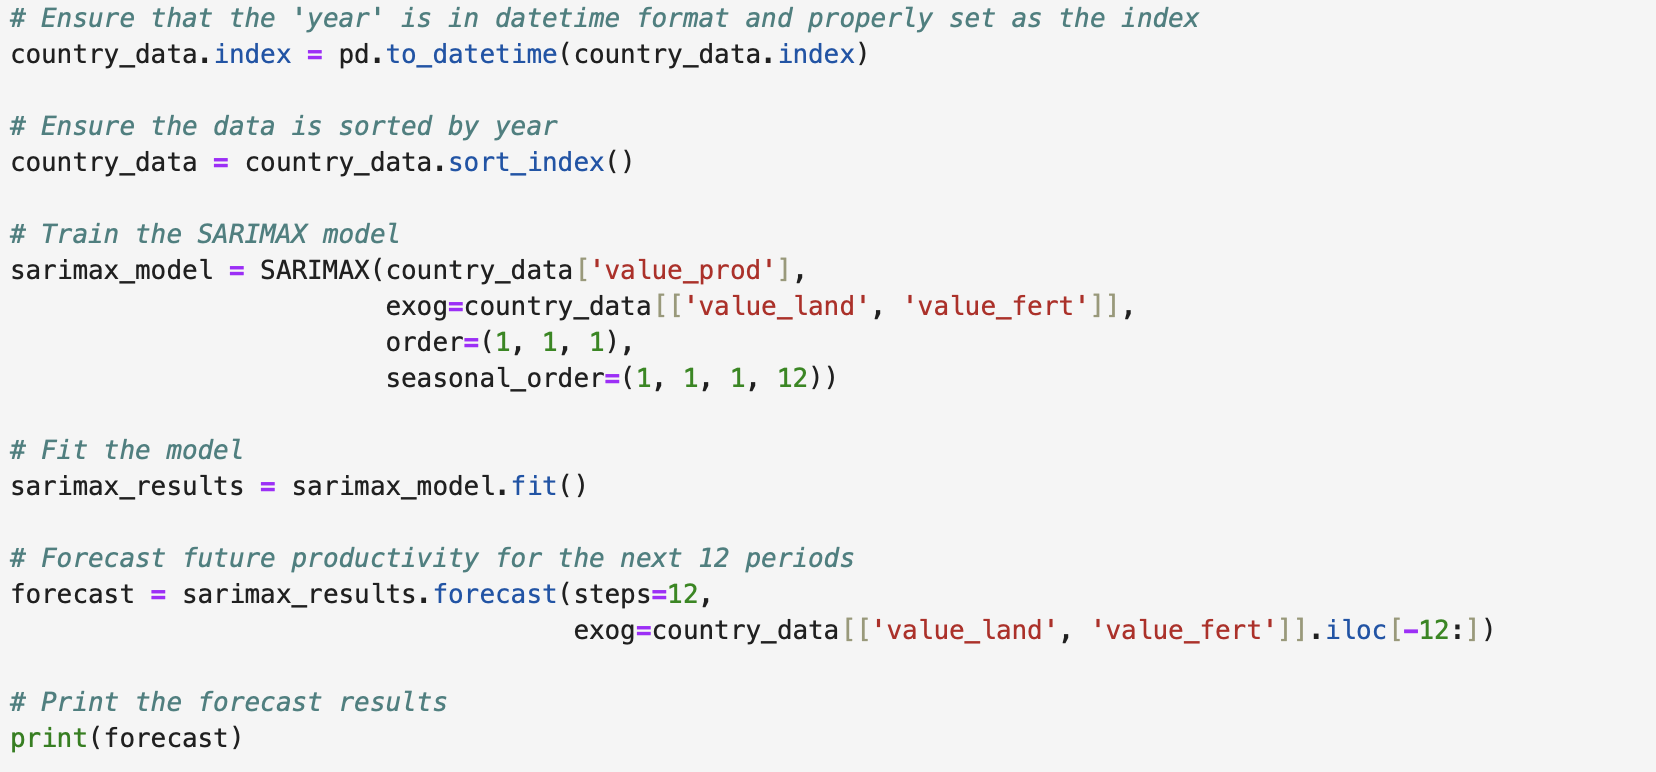 # Ensure that the 'year' is in datetime format and properly set as the index
country_data.index = pd.to_datetime(country_data.index)
# Ensure the data is sorted by year
country_data = country_data.sort_index()
# Train the SARIMAX model
sarimax_model = SARIMAX(country_data['value_prod'],
exog=country_data[['value_land', 'value_fert']],
order=(1, 1, 1),
seasonal_order=(1, 1, 1, 12))
# Fit the model
sarimax_results = sarimax_model.fit()
# Forecast future productivity for the next 12 periods
forecast = sarimax_results.forecast(steps=12,
exog=country_data[['value_land', 'value_fert']].iloc[-12:])
# Print the forecast results
print(forecast)